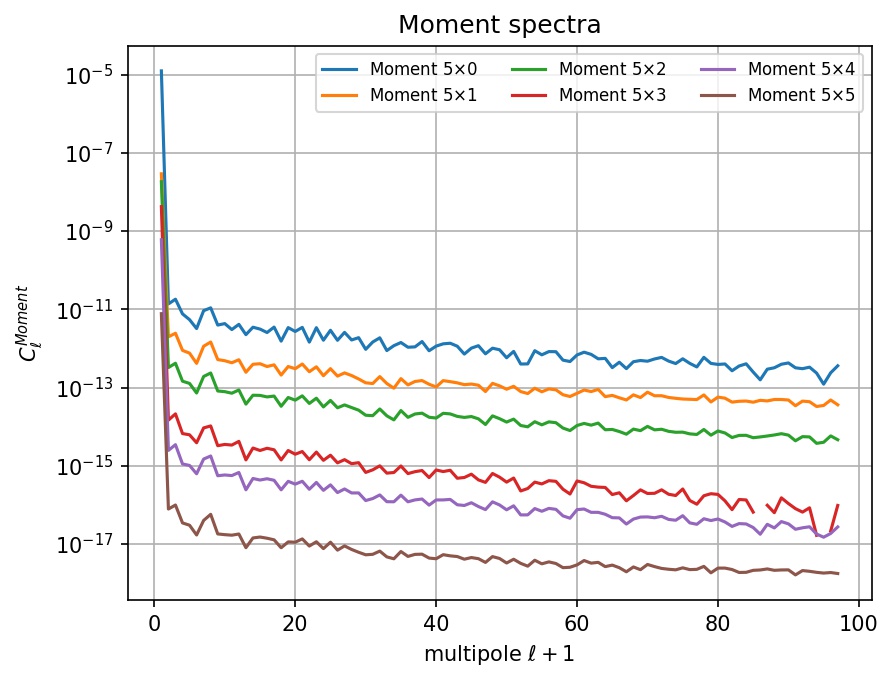 Moment spectra
Moment 5×0 Moment 5×2 Moment 5×4
Moment 5×1 Moment 5×3 Moment 5×5
10⁻⁵
10⁻⁷
10⁻⁹
10⁻¹¹
10⁻¹³
10⁻¹⁵
10⁻¹⁷
C_ℓ^Moment
0 20 40 60 80 100
multipole ℓ + 1